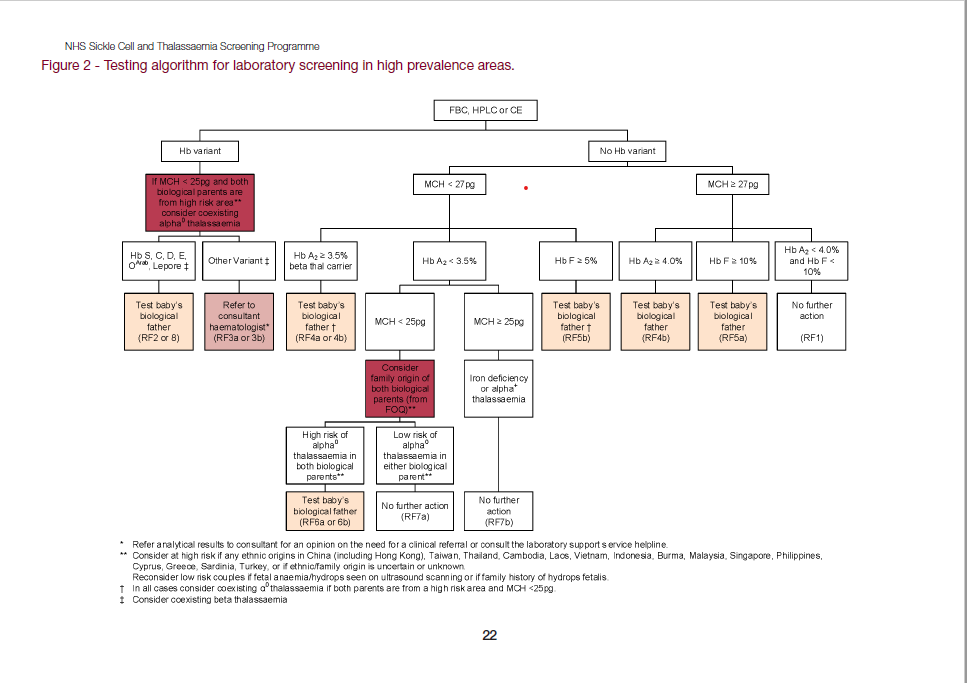 NHS Sickle Cell and Thalassaemia Screening Programme
Figure 2 - Testing algorithm for laboratory screening in high prevalence areas.
FBC, HPLC or CE
Hb variant
No Hb variant
If MCH < 25pg and both
biological parents are
from high risk area**
consider coexisting
alpha⁰ thalassaemia
MCH < 27pg
MCH ≥ 27pg
Hb S, C, D, E,
Oᴬʳᵃᵇ, Lepore ‡
Other Variant ‡
Hb A₂ ≥ 3.5%
beta thal carrier
Hb A₂ < 3.5%
Hb F ≥ 5%
Hb A₂ ≥ 4.0%
Hb F ≥ 10%
Hb A₂ < 4.0%
and Hb F <
10%
Test baby's
biological
father
(RF2 or 8)
Refer to
consultant
haematologist*
(RF3a or 3b)
Test baby's
biological
father †
(RF4a or 4b)
MCH < 25pg
MCH ≥ 25pg
Test baby's
biological
father †
(RF5b)
Test baby's
biological
father
(RF4b)
Test baby's
biological
father
(RF5a)
No further
action
(RF1)
Consider
family origin of
both biological
parents (from
FOQ)**
Iron deficiency
or alpha⁺
thalassaemia
High risk of
alpha⁰
thalassaemia in
both biological
parents**
Low risk of
alpha⁰
thalassaemia in
either biological
parent**
Test baby's
biological father
(RF6a or 6b)
No further action
(RF7a)
No further
action
(RF7b)
* Refer analytical results to consultant for an opinion on the need for a clinical referral or consult the laboratory support service helpline.
** Consider at high risk if any ethnic origins in China (including Hong Kong), Taiwan, Thailand, Cambodia, Laos, Vietnam, Indonesia, Burma, Malaysia, Singapore, Philippines,
Cyprus, Greece, Sardinia, Turkey, or if ethnic/family origin is uncertain or unknown.
Reconsider low risk couples if fetal anaemia/hydrops seen on ultrasound scanning or if family history of hydrops fetalis.
† In all cases consider coexisting α⁰thalassaemia if both parents are from a high risk area and MCH <25pg.
‡ Consider coexisting beta thalassaemia
22